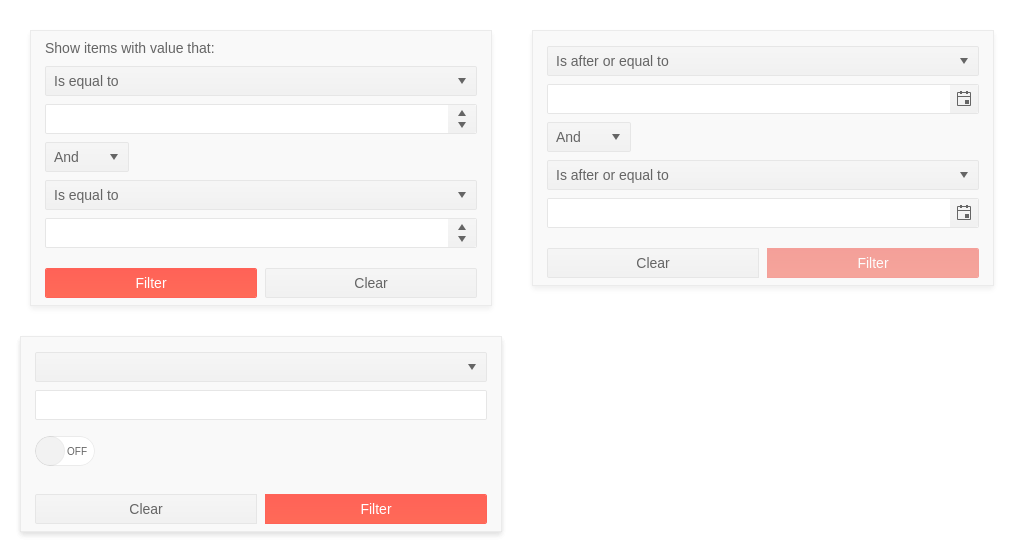 Show items with value that:
Is equal to
And
Is equal to
Filter Clear
Is after or equal to
And
Is after or equal to
Clear Filter
OFF
Clear Filter